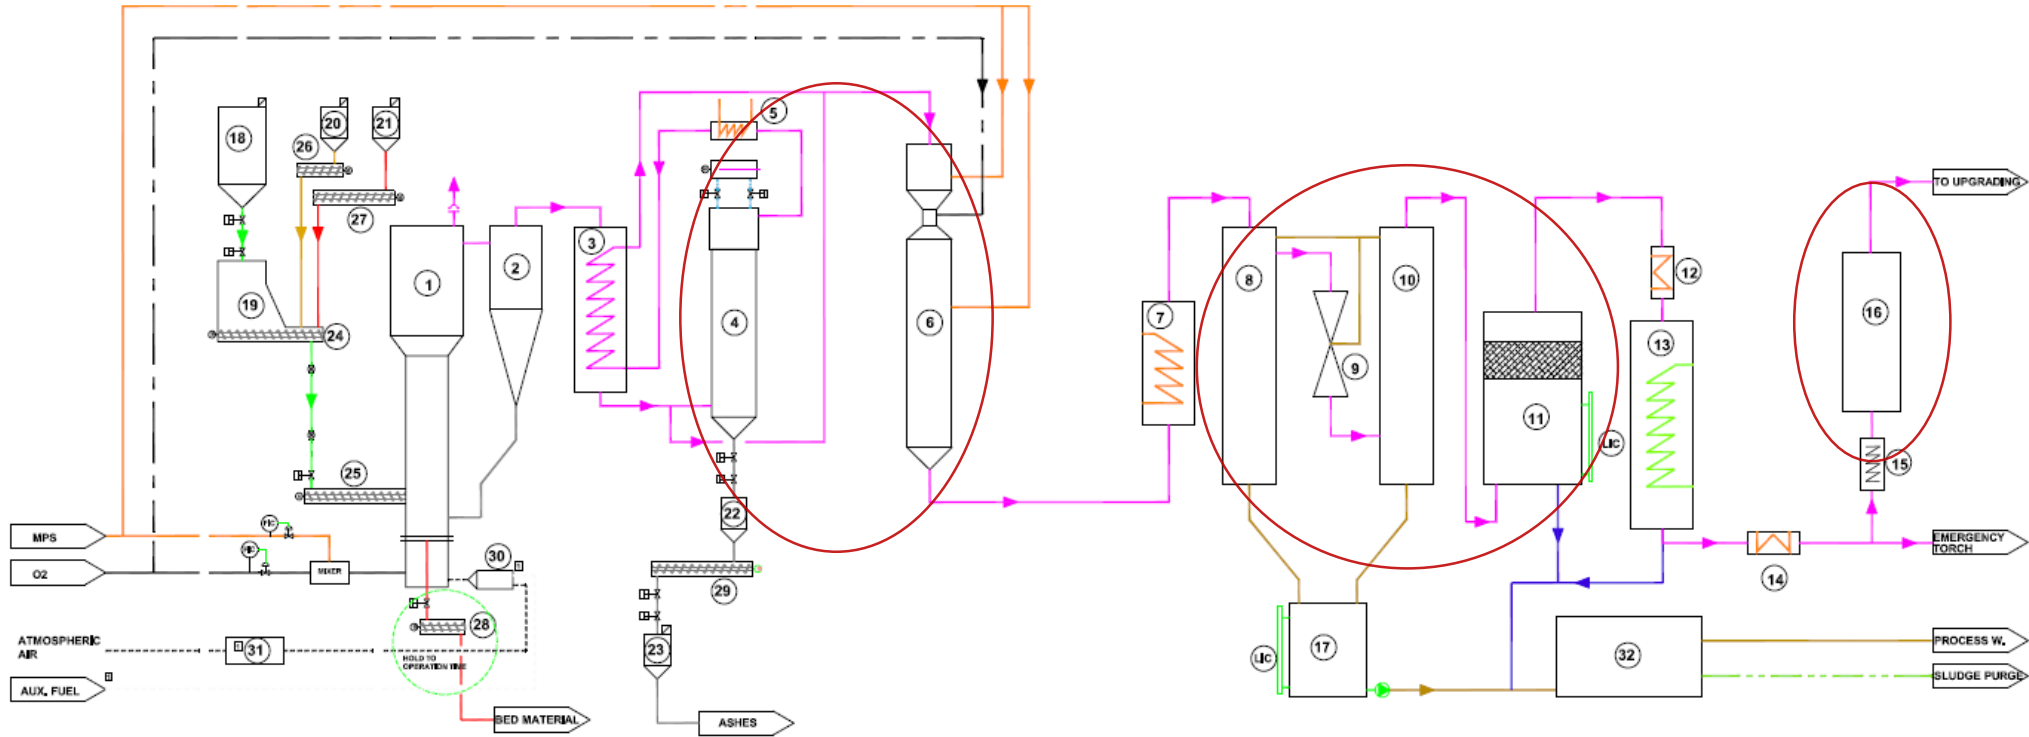 5
18
20
21
26
27
TO UPGRADING
1
2
3
8
10
12
16
19
4
6
7
13
24
9
11
25
LIC
15
22
MPS
FIC
FIC
O2
MIXER
30
29
14
EMERGENCY
TORCH
28
ATMOSPHERIC
AIR
31
HOLD TO
OPERATION TIME
23
LIC
17
32
PROCESS W.
SLUDGE PURGE
AUX. FUEL
BED MATERIAL
ASHES